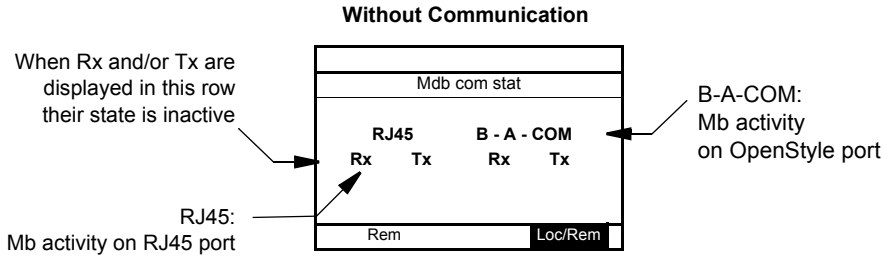 Without Communication
When Rx and/or Tx are
displayed in this row
their state is inactive
Mdb com stat
RJ45 B - A - COM
Rx Tx Rx Tx
B-A-COM:
Mb activity
on OpenStyle port
RJ45:
Mb activity on RJ45 port
Rem Loc/Rem